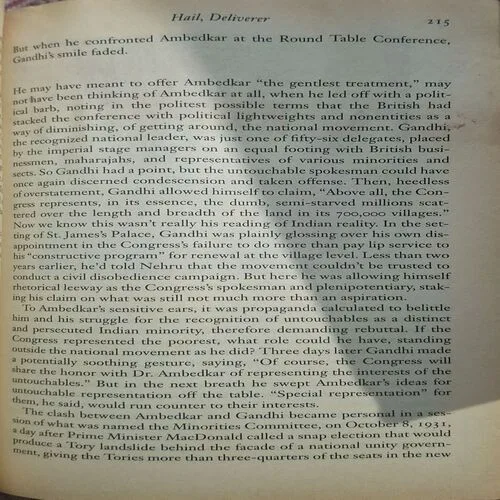 Hail, Deliverer 215
But when he confronted Ambedkar at the Round Table Conference,
Gandhi's smile faded.
He may have meant to offer Ambedkar “the gentlest treatment,” may
not have been thinking of Ambedkar at all, when he led off with a polit-
ical barb, noting in the politest possible terms that the British had
stacked the conference with political lightweights and nonentities as a
way of diminishing, of getting around, the national movement. Gandhi,
the recognized national leader, was just one of fifty-six delegates, placed
by the imperial stage managers on an equal footing with British busi-
nessmen, maharajahs, and representatives of various minorities and
sects. So Gandhi had a point, but the untouchable spokesman could have
once again discerned condescension and taken offense. Then, heedless
of overstatement, Gandhi allowed himself to claim, “Above all, the Con-
gress represents, in its essence, the dumb, semi-starved millions scat-
tered over the length and breadth of the land in its 700,000 villages.”
Now we know this wasn't really his reading of Indian reality. In the set-
ting of St. James's Palace, Gandhi was plainly glossing over his own dis-
appointment in the Congress's failure to do more than pay lip service to
his “constructive program” for renewal at the village level. Less than two
years earlier, he'd told Nehru that the movement couldn't be trusted to
conduct a civil disobedience campaign. But here he was allowing himself
rhetorical leeway as the Congress's spokesman and plenipotentiary, stak-
ing his claim on what was still not much more than an aspiration.
To Ambedkar's sensitive ears, it was propaganda calculated to belittle
him and his struggle for the recognition of untouchables as a distinct
and persecuted Indian minority, therefore demanding rebuttal. If the
Congress represented the poorest, what role could he have, standing
outside the national movement as he did? Three days later Gandhi made
a potentially soothing gesture, saying, “Of course, the Congress will
share the honor with Dr. Ambedkar of representing the interests of the
untouchables.” But in the next breath he swept Ambedkar's ideas for
untouchable representation off the table. “Special representation” for
them, he said, would run counter to their interests.
The clash between Ambedkar and Gandhi became personal in a ses-
sion of what was named the Minorities Committee, on October 8, 1931,
a day after Prime Minister MacDonald called a snap election that would
produce a Tory landslide behind the facade of a national unity govern-
ment, giving the Tories more than three-quarters of the seats in the new